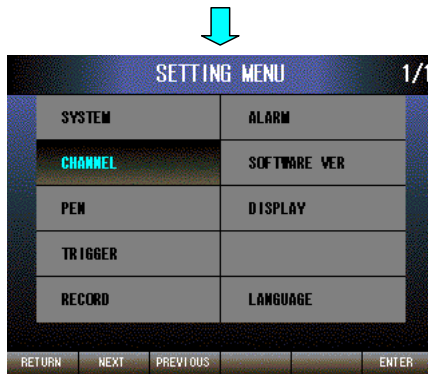 SETTING MENU 1/1
SYSTEM ALARM
CHANNEL SOFTWARE VER
PEN DISPLAY
TRIGGER
RECORD LANGUAGE
RETURN NEXT PREVIOUS ENTER